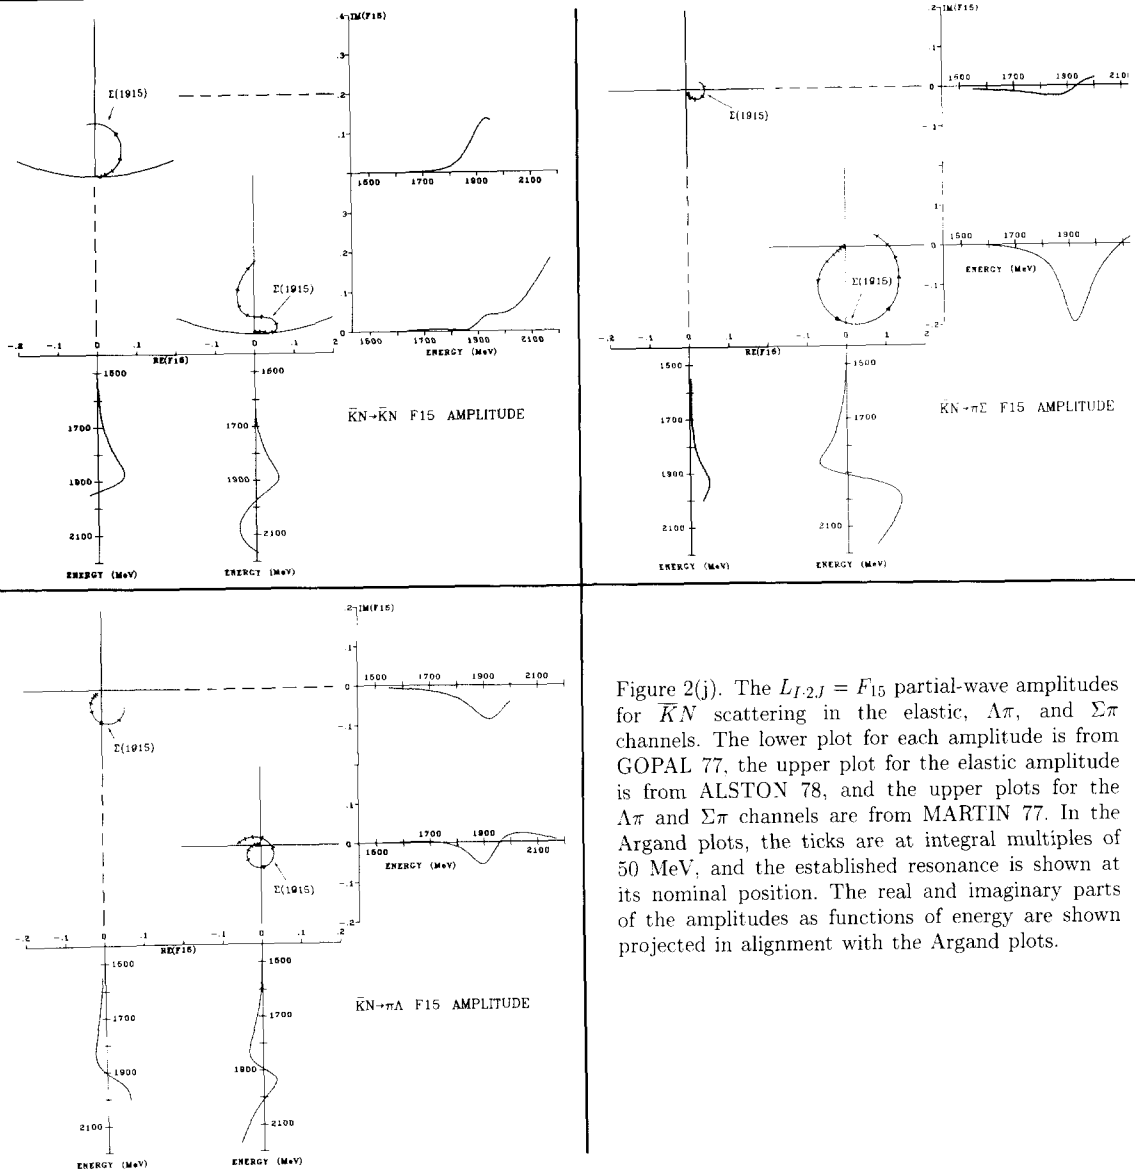 .4 IM(F15)
.3
.2
.1
0
1500 1700 1900 2100
Σ(1915)
.3
.2
.1
0
1500 1700 1900 2100
ENERGY (MeV)
Σ(1915)
-.2 -.1 0 -.1 0 .1 .2
RE(F15)
1500
1700
1900
2100
ENERGY (MeV)
1500
1700
1900
2100
ENERGY (MeV)
K̄N→K̄N F15 AMPLITUDE
.2 IM(F15)
.1
0
-.1
1500 1700 1900 210
Σ(1915)
.1
0
-.1
-.2
1500 1700 1900
ENERGY (MeV)
Σ(1915)
-.2 -.1 0 -.1 0 .1 .2
RE(F15)
1500
1700
1900
2100
ENERGY (MeV)
1500
1700
2100
ENERGY (MeV)
K̄N→πΣ F15 AMPLITUDE
.2 IM(F15)
.1
0
-.1
1500 1700 1900 2100
Σ(1915)
.1
0
-.1
-.2
1500 1700 1900 2100
ENERGY (MeV)
Σ(1915)
-.2 -.1 0 -.1 0 .1 .2
RE(F15)
1500
1700
1900
2100
ENERGY (MeV)
1500
1700
1900
2100
ENERGY (MeV)
K̄N→πΛ F15 AMPLITUDE
Figure 2(j). The L_{I·2J} = F₁₅ partial-wave amplitudes
for K̄N scattering in the elastic, Λπ, and Σπ
channels. The lower plot for each amplitude is from
GOPAL 77, the upper plot for the elastic amplitude
is from ALSTON 78, and the upper plots for the
Λπ and Σπ channels are from MARTIN 77. In the
Argand plots, the ticks are at integral multiples of
50 MeV, and the established resonance is shown at
its nominal position. The real and imaginary parts
of the amplitudes as functions of energy are shown
projected in alignment with the Argand plots.